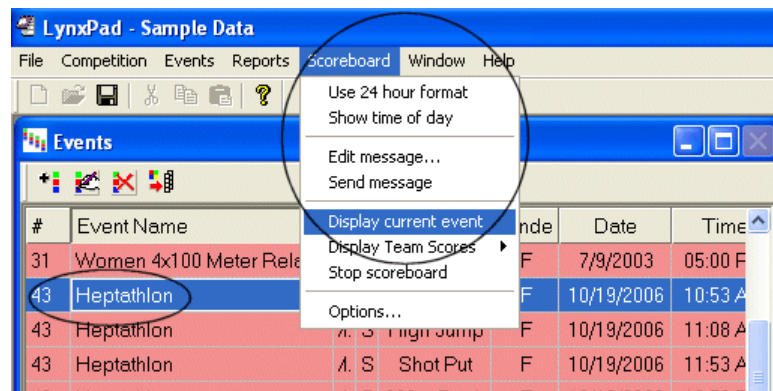 LynxPad - Sample Data
File Competition Events Reports Scoreboard Window Help
Use 24 hour format
Show time of day
Edit message...
Send message
Display current event
Display Team Scores
Stop scoreboard
Options...
Events
# Event Name Date Time
31 Women 4x100 Meter F 7/9/2003 05:00
43 Heptathlon F 10/19/2006 10:53
43 Heptathlon S High Jump F 10/19/2006 11:08
43 Heptathlon S Shot Put F 10/19/2006 11:53